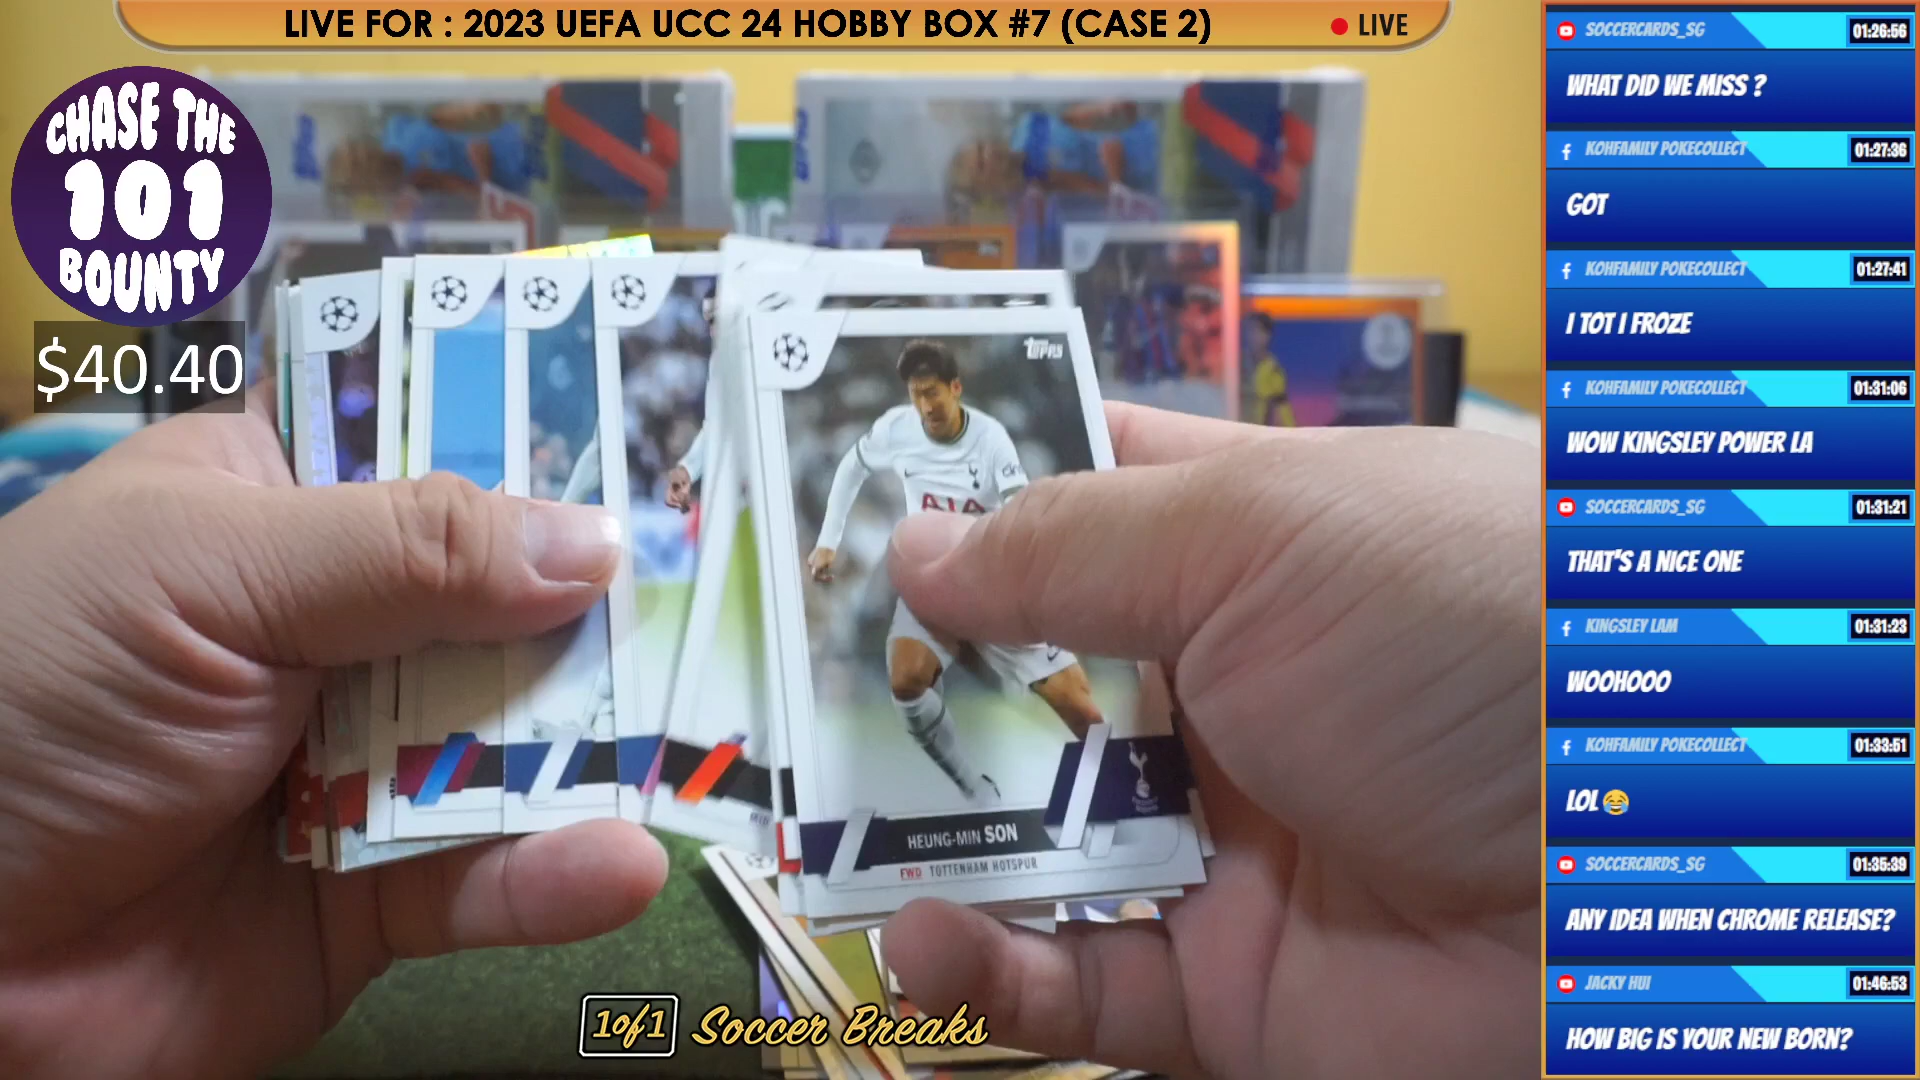 LIVE FOR : 2023 UEFA UCC 24 HOBBY BOX #7 (CASE 2)
LIVE
CHASE THE
101
BOUNTY
$40.40
topps
AIA
HEUNG-MIN SON
FWD TOTTENHAM HOTSPUR
1of1 Soccer Breaks
SOCCERCARDS_SG 01:26:56
WHAT DID WE MISS ?
KOHFAMILY POKECOLLECT 01:27:36
GOT
KOHFAMILY POKECOLLECT 01:27:41
I TOT I FROZE
KOHFAMILY POKECOLLECT 01:31:06
WOW KINGSLEY POWER LA
SOCCERCARDS_SG 01:31:21
THAT'S A NICE ONE
KINGSLEY LAM 01:31:23
WOOHOOO
KOHFAMILY POKECOLLECT 01:33:51
LOL 😂
SOCCERCARDS_SG 01:35:39
ANY IDEA WHEN CHROME RELEASE?
JACKY HUI 01:46:53
HOW BIG IS YOUR NEW BORN?